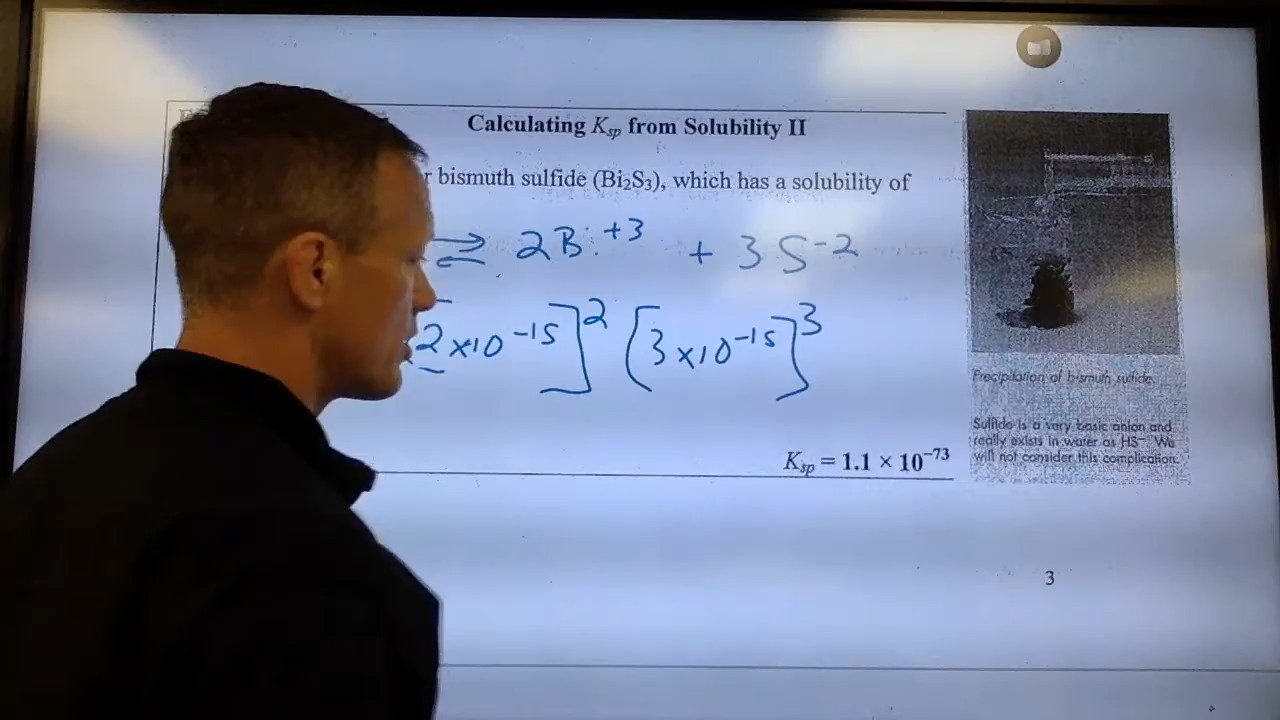 Calculating Ksp from Solubility II
r bismuth sulfide (Bi₂S₃), which has a solubility of
⇌ 2Bi⁺³ + 3S⁻²
[2×10⁻¹⁵]² [3×10⁻¹⁵]³
Ksp = 1.1 × 10⁻⁷³
Precipitation of bismuth sulfide.
Sulfide is a very basic anion and
really exists in water as HS⁻. We
will not consider this complication.
3